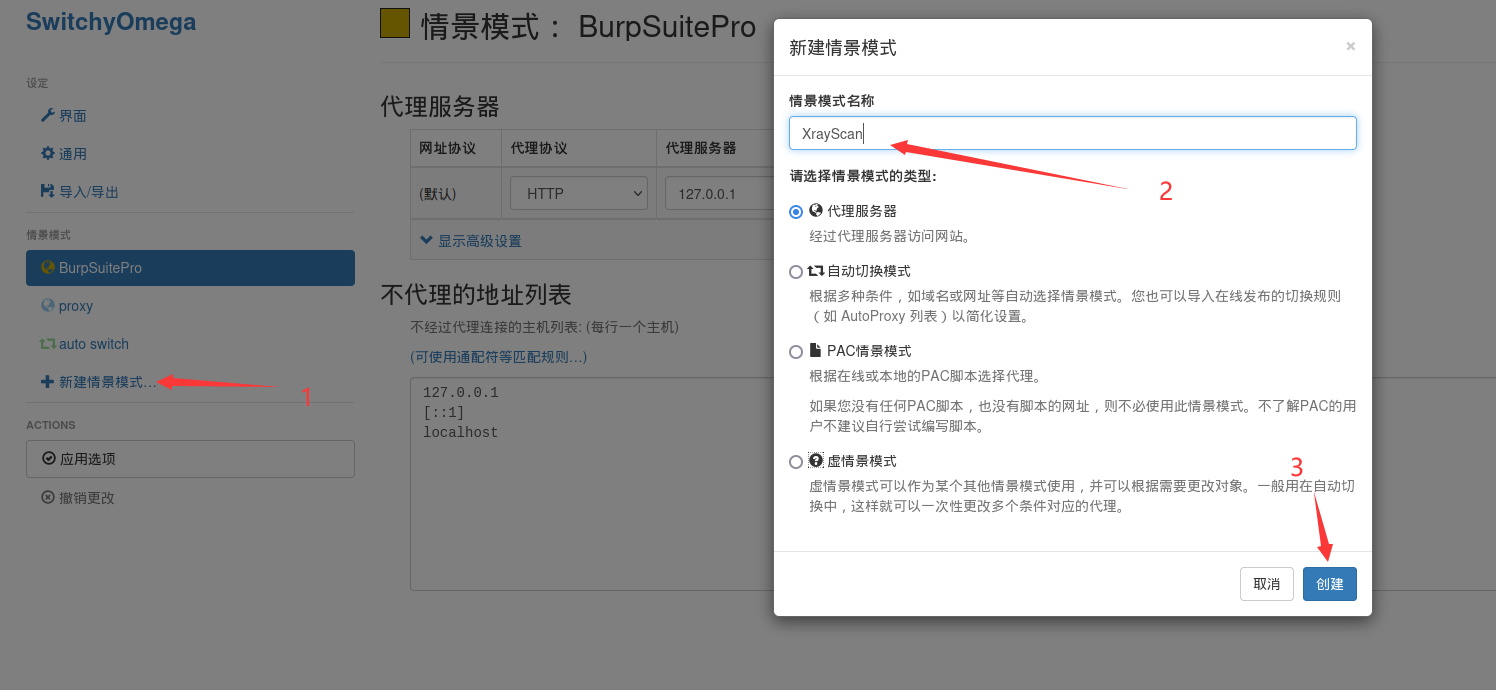 SwitchyOmega
设定
界面
通用
导入/导出
情景模式
BurpSuitePro
proxy
auto switch
新建情景模式...
1
ACTIONS
应用选项
撤销更改
情景模式： BurpSuitePro
代理服务器
网址协议 代理协议 代理服务器
(默认) HTTP 127.0.0.1
显示高级设置
不代理的地址列表
不经过代理连接的主机列表: (每行一个主机)
(可使用通配符等匹配规则…)
127.0.0.1
[::1]
localhost
新建情景模式
×
情景模式名称
XrayScan
2
请选择情景模式的类型:
代理服务器
经过代理服务器访问网站。
自动切换模式
根据多种条件，如域名或网址等自动选择情景模式。您也可以导入在线发布的切换规则
（如 AutoProxy 列表）以简化设置。
PAC情景模式
根据在线或本地的PAC脚本选择代理。
如果您没有任何PAC脚本，也没有脚本的网址，则不必使用此情景模式。不了解PAC的用
户不建议自行尝试编写脚本。
虚情景模式
3
虚情景模式可以作为某个其他情景模式使用，并可以根据需要更改对象。一般用在自动切
换中，这样就可以一次性更改多个条件对应的代理。
取消 创建